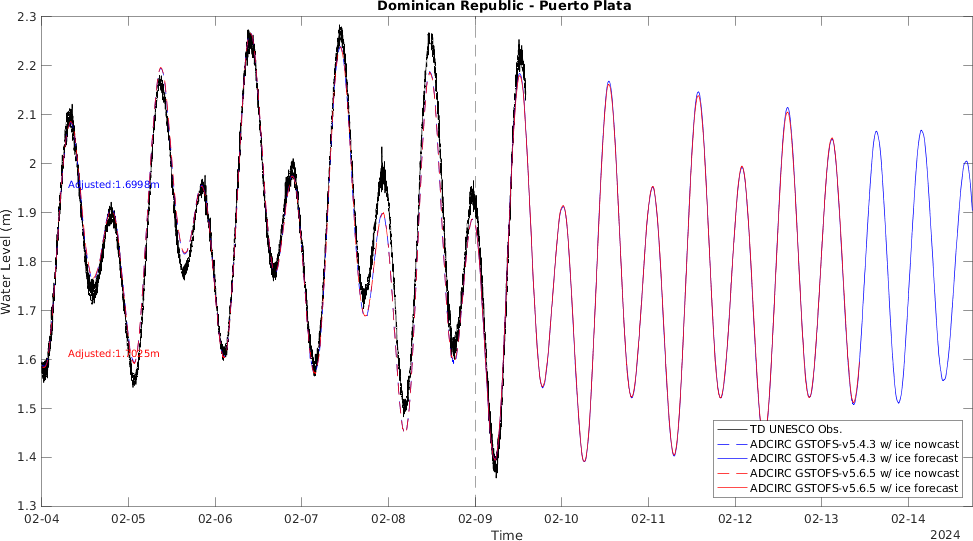 Dominican Republic - Puerto Plata
2.3
2.2
2.1
2
1.9
1.8
1.7
1.6
1.5
1.4
1.3
Water Level (m)
Adjusted:1.6998m
Adjusted:1.7025m
TD UNESCO Obs.
ADCIRC GSTOFS-v5.4.3 w/ ice nowcast
ADCIRC GSTOFS-v5.4.3 w/ ice forecast
ADCIRC GSTOFS-v5.6.5 w/ ice nowcast
ADCIRC GSTOFS-v5.6.5 w/ ice forecast
02-04 02-05 02-06 02-07 02-08 02-09 02-10 02-11 02-12 02-13 02-14
Time
2024